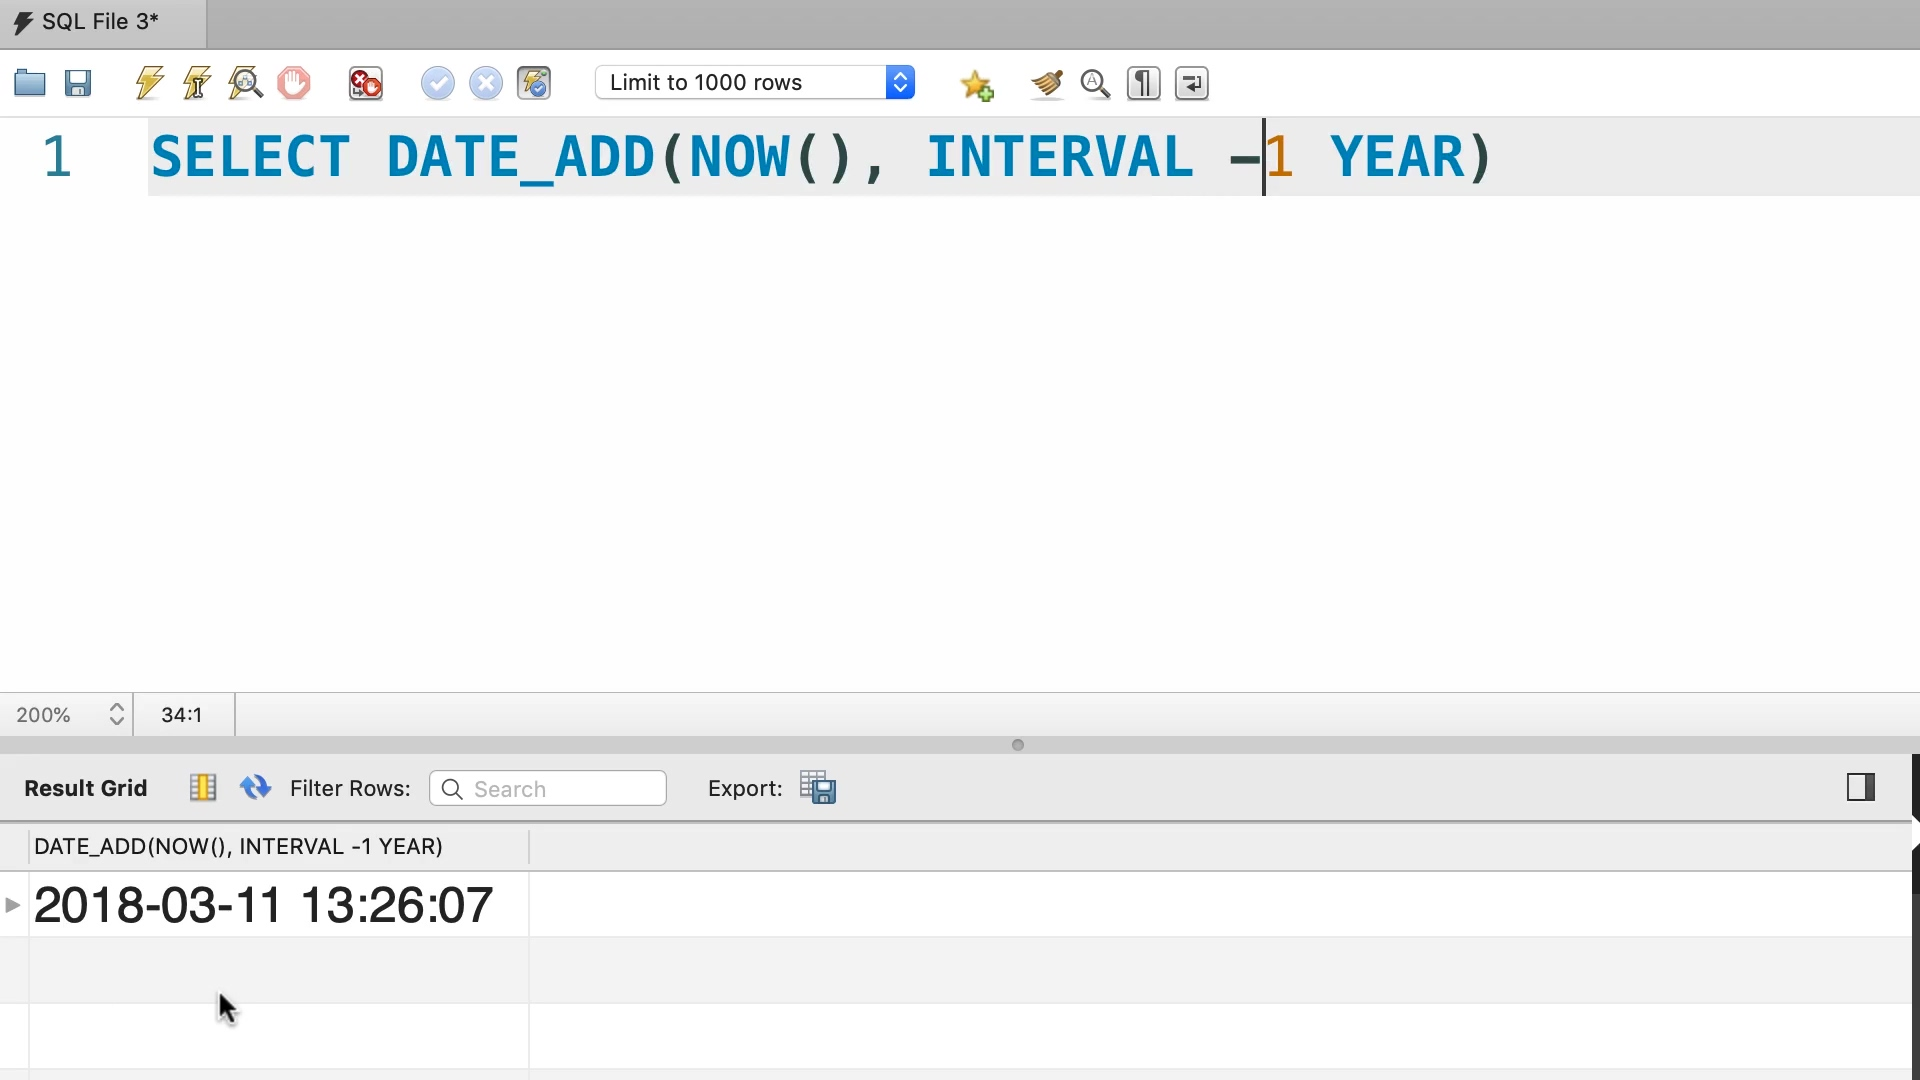 SQL File 3*
Limit to 1000 rows
1 SELECT DATE_ADD(NOW(), INTERVAL -1 YEAR)
200% 34:1
Result Grid Filter Rows: Search Export:
DATE_ADD(NOW(), INTERVAL -1 YEAR)
2018-03-11 13:26:07